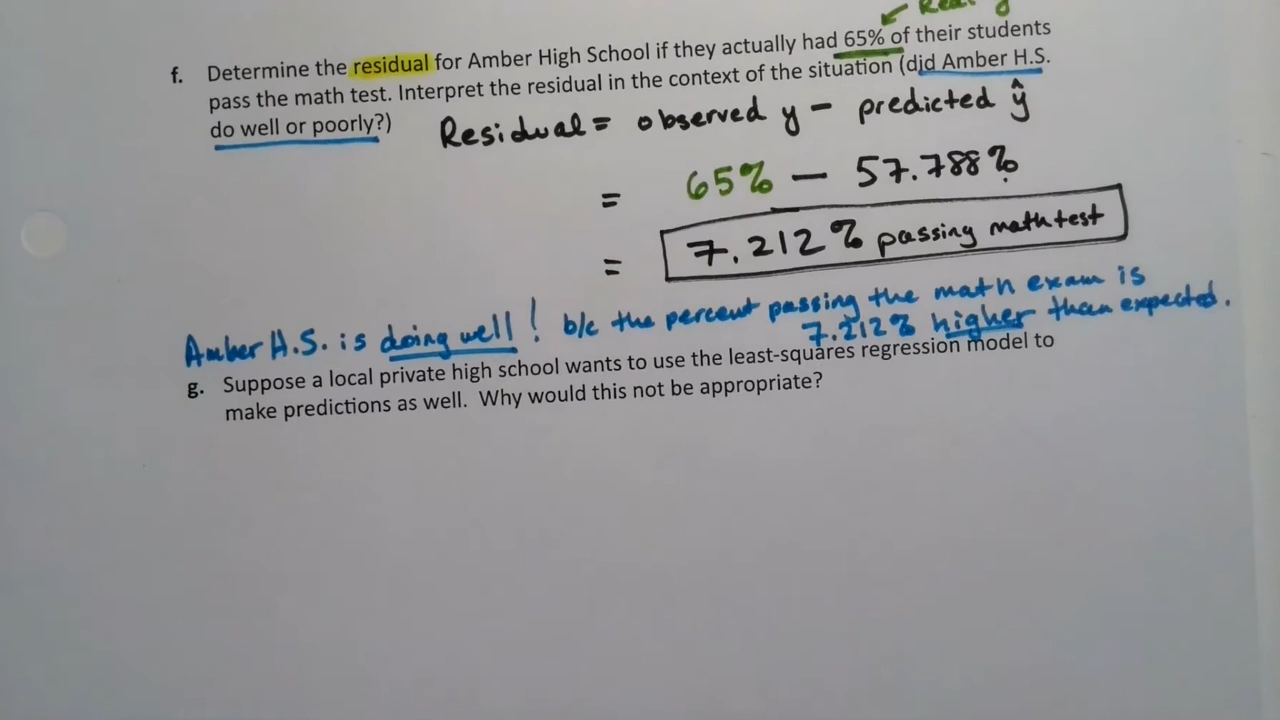 f. Determine the residual for Amber High School if they actually had 65% of their students
pass the math test. Interpret the residual in the context of the situation (did Amber H.S.
do well or poorly?)
Residual = observed y − predicted ŷ
= 65% − 57.788%
= 7.212% passing math test
Amber H.S. is doing well! b/c the percent passing the math exam is
7.212% higher than expected.
g. Suppose a local private high school wants to use the least-squares regression model to
make predictions as well. Why would this not be appropriate?